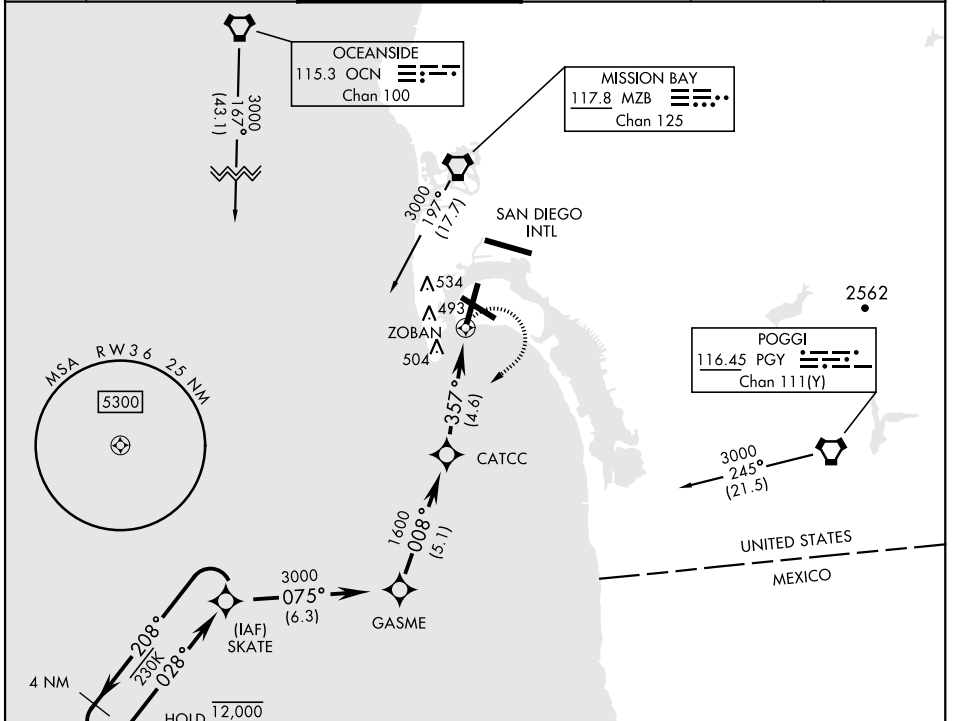 OCEANSIDE
115.3 OCN
Chan 100
3000
167°
(43.1)
MISSION BAY
117.8 MZB
Chan 125
3000
197°
(17.7)
SAN DIEGO
INTL
534
493
ZOBAN
504
2562
POGGI
116.45 PGY
Chan 111(Y)
MSA RW36 25 NM
5300
357°
(4.6)
CATCC
3000
245°
(21.5)
1600
008°
(5.1)
UNITED STATES
MEXICO
3000
075°
(6.3)
GASME
(IAF)
SKATE
208°
230K
028°
4 NM
HOLD 12,000